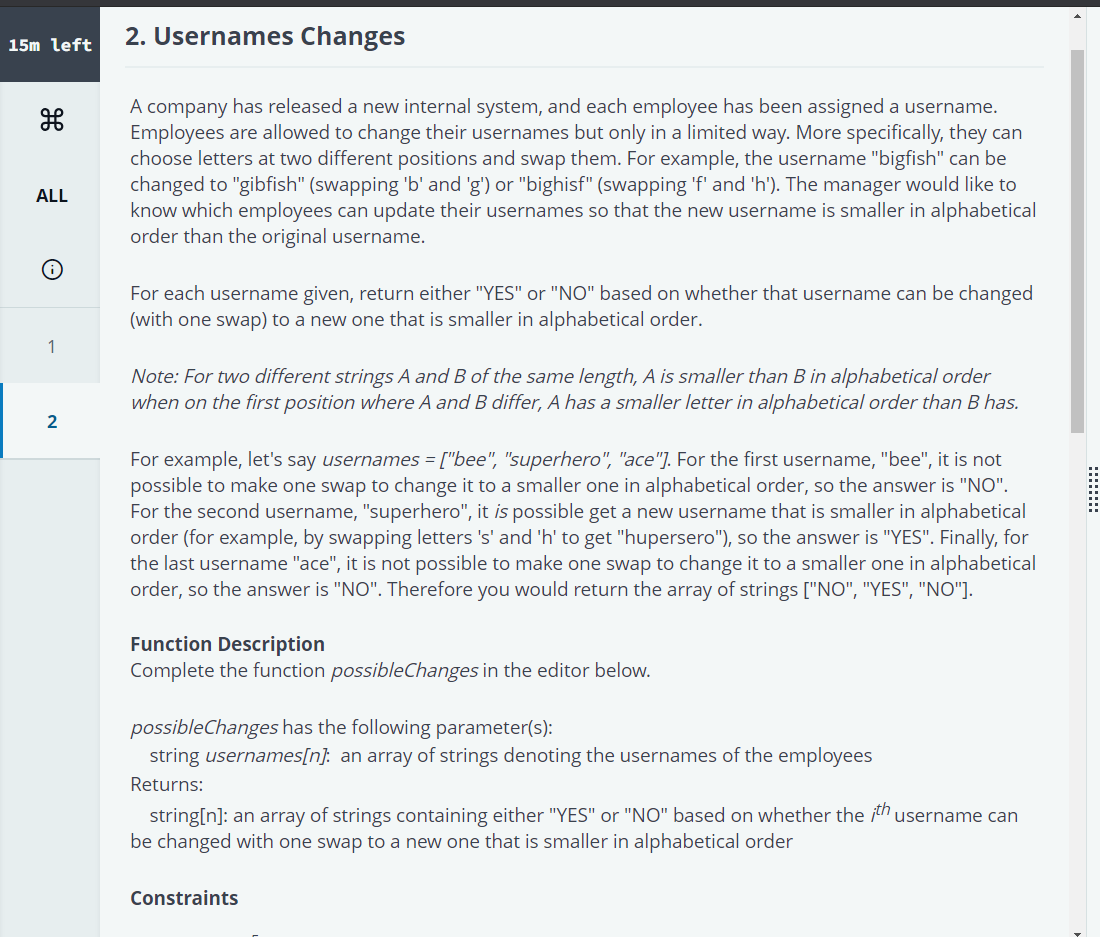 15m left
ALL
1
2
2. Usernames Changes
A company has released a new internal system, and each employee has been assigned a username.
Employees are allowed to change their usernames but only in a limited way. More specifically, they can
choose letters at two different positions and swap them. For example, the username "bigfish" can be
changed to "gibfish" (swapping 'b' and 'g') or "bighisf" (swapping 'f' and 'h'). The manager would like to
know which employees can update their usernames so that the new username is smaller in alphabetical
order than the original username.
For each username given, return either "YES" or "NO" based on whether that username can be changed
(with one swap) to a new one that is smaller in alphabetical order.
Note: For two different strings A and B of the same length, A is smaller than B in alphabetical order
when on the first position where A and B differ, A has a smaller letter in alphabetical order than B has.
For example, let's say usernames = ["bee", "superhero", "ace"]. For the first username, "bee", it is not
possible to make one swap to change it to a smaller one in alphabetical order, so the answer is "NO".
For the second username, "superhero", it is possible get a new username that is smaller in alphabetical
order (for example, by swapping letters 's' and 'h' to get "hupersero"), so the answer is "YES". Finally, for
the last username "ace", it is not possible to make one swap to change it to a smaller one in alphabetical
order, so the answer is "NO". Therefore you would return the array of strings ["NO", "YES", "NO"].
Function Description
Complete the function possibleChanges in the editor below.
possibleChanges has the following parameter(s):
string usernames[n]: an array of strings denoting the usernames of the employees
Returns:
string[n]: an array of strings containing either "YES" or "NO" based on whether the i^th username can
be changed with one swap to a new one that is smaller in alphabetical order
Constraints